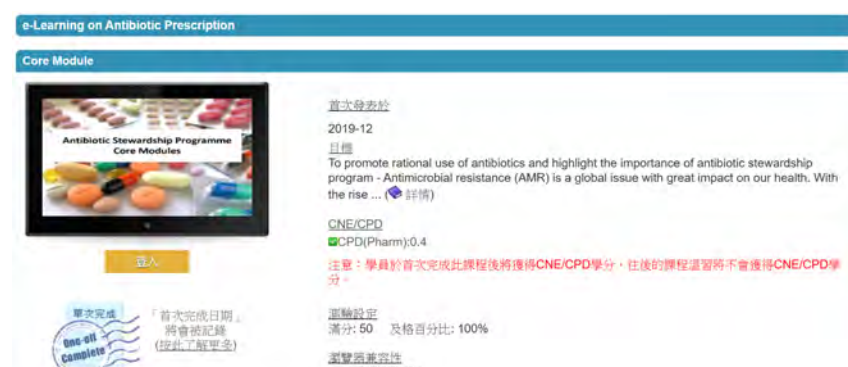 e-Learning on Antibiotic Prescription
Core Module
Antibiotic Stewardship Programme
Core Modules
登入
單次完成
One-off
Complete
「首次完成日期」
將會被記錄
(按此了解更多)
首次發表於
2019-12
目標
To promote rational use of antibiotics and highlight the importance of antibiotic stewardship
program - Antimicrobial resistance (AMR) is a global issue with great impact on our health. With
the rise ... ( 詳情)
CNE/CPD
CPD(Pharm):0.4
注意：學員於首次完成此課程後將獲得CNE/CPD學分，往後的課程溫習將不會獲得CNE/CPD學
分。
測驗設定
滿分: 50 及格百分比: 100%
瀏覽器兼容性